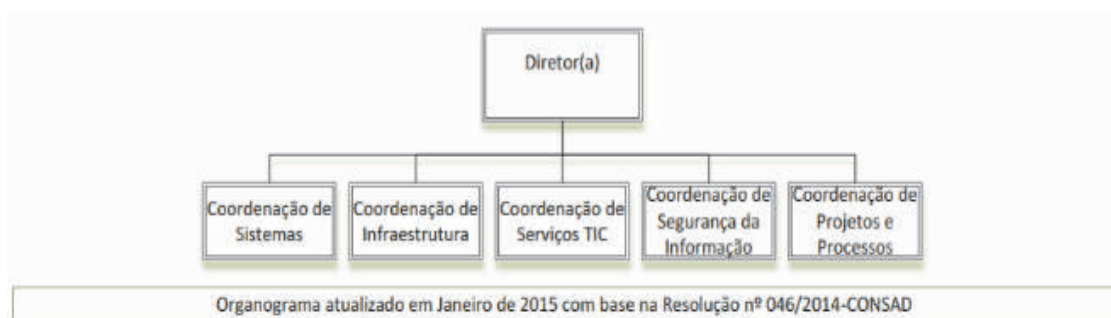 Diretor(a)
Coordenação de
Sistemas
Coordenação de
Infraestrutura
Coordenação de
Serviços TIC
Coordenação de
Segurança da
Informação
Coordenação de
Projetos e
Processos
Organograma atualizado em Janeiro de 2015 com base na Resolução nº 046/2014-CONSAD